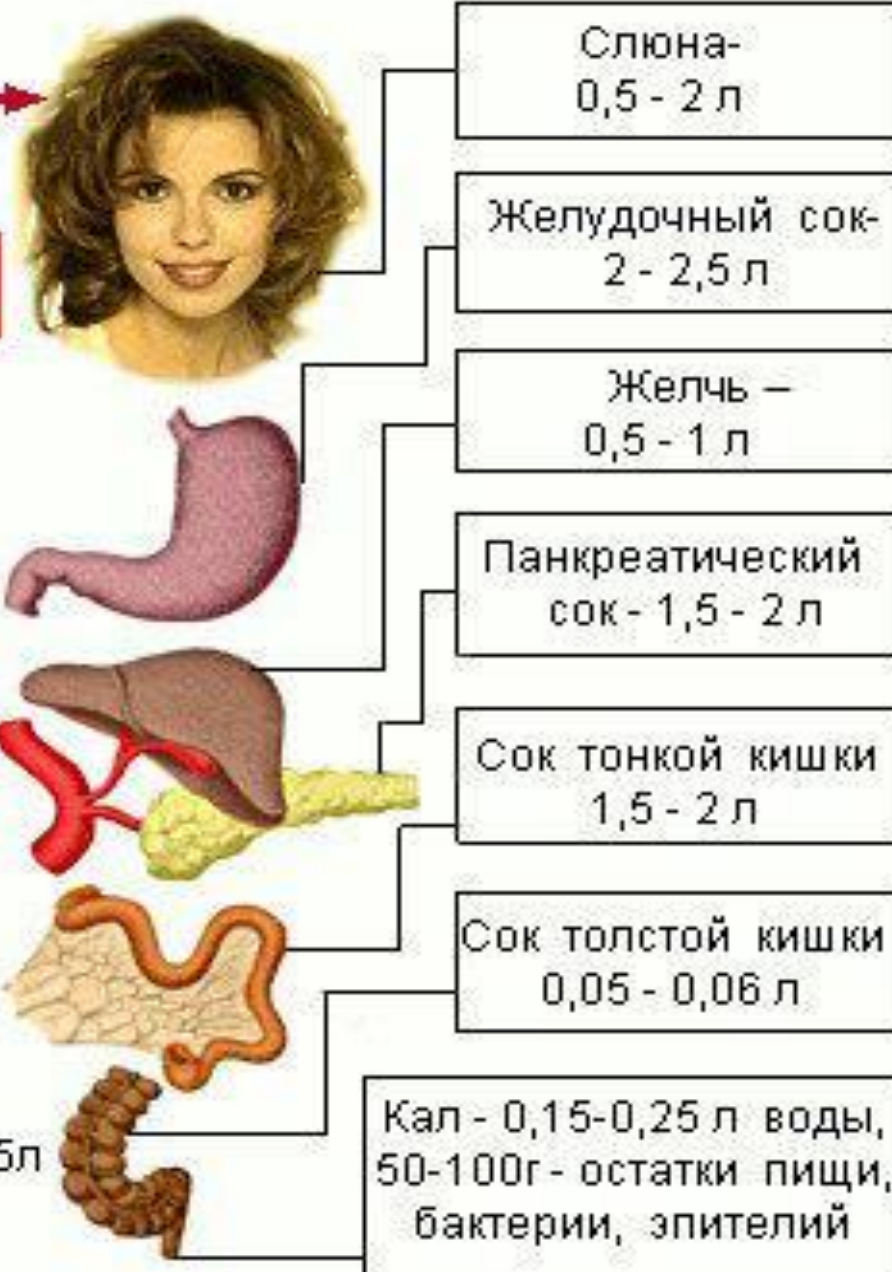 Слюна-
0,5 - 2 л
Желудочный сок-
2 - 2,5 л
Желчь –
0,5 - 1 л
Панкреатический
сок - 1,5 - 2 л
Сок тонкой кишки
1,5 - 2 л
Сок толстой кишки
0,05 - 0,06 л
5л
Кал - 0,15-0,25 л воды,
50-100г - остатки пищи,
бактерии, эпителий